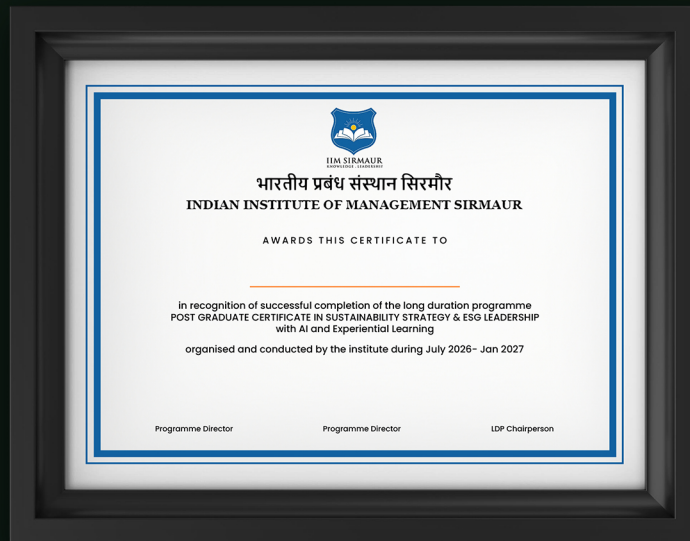 IIM SIRMAUR
KNOWLEDGE . LEADERSHIP
भारतीय प्रबंध संस्थान सिरमौर
INDIAN INSTITUTE OF MANAGEMENT SIRMAUR
AWARDS THIS CERTIFICATE TO
in recognition of successful completion of the long duration programme
POST GRADUATE CERTIFICATE IN SUSTAINABILITY STRATEGY & ESG LEADERSHIP
with AI and Experiential Learning
organised and conducted by the institute during July 2026- Jan 2027
Programme Director Programme Director LDP Chairperson